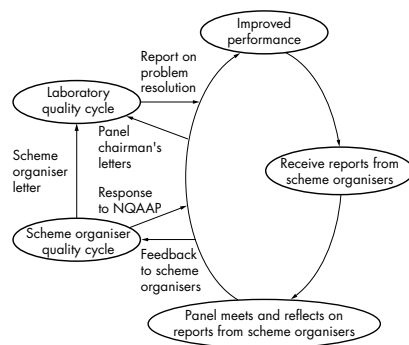 Improved
performance
Report on
problem
resolution
Laboratory
quality cycle
Panel
chairman's
letters
Scheme
organiser
letter
Receive reports from
scheme organisers
Response
to NQAAP
Scheme organiser
quality cycle
Feedback
to scheme
organisers
Panel meets and reflects on
reports from scheme organisers